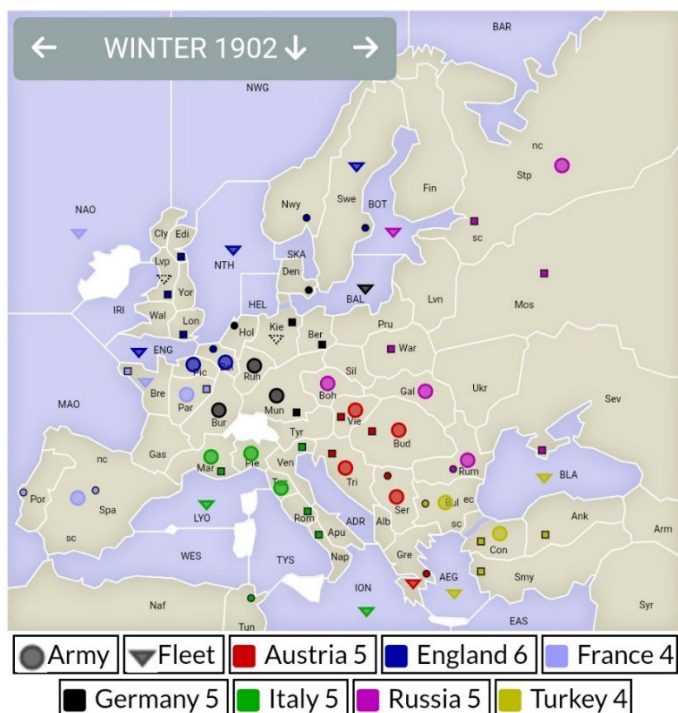 ← WINTER 1902 ↓ →
BAR
NWG
nc
Stp
Fin
Nwy
Swe
BOT
NAO
Cly
Edi
sc
NTH
SKA
Lvp
Den
Lvn
Mos
Yor
BAL
IRI
HEL
Wal
Hol
Kie
Pru
Lon
Ber
War
ENG
Sil
Pic
Ruh
Ukr
MAO
Boh
Gal
Bre
Par
Sev
Bur
Mun
Vie
Tyr
Bud
Gas
Rum
nc
Mar
Pie
Ven
Tri
BLA
Por
Spa
Tus
Ser
Bul
ec
LYO
Rom
ADR
Alb
sc
Ank
Arm
sc
Apu
Con
WES
TYS
Nap
Gre
AEG
Smy
Naf
ION
Syr
Tun
EAS
Army
Fleet
Austria 5
England 6
France 4
Germany 5
Italy 5
Russia 5
Turkey 4